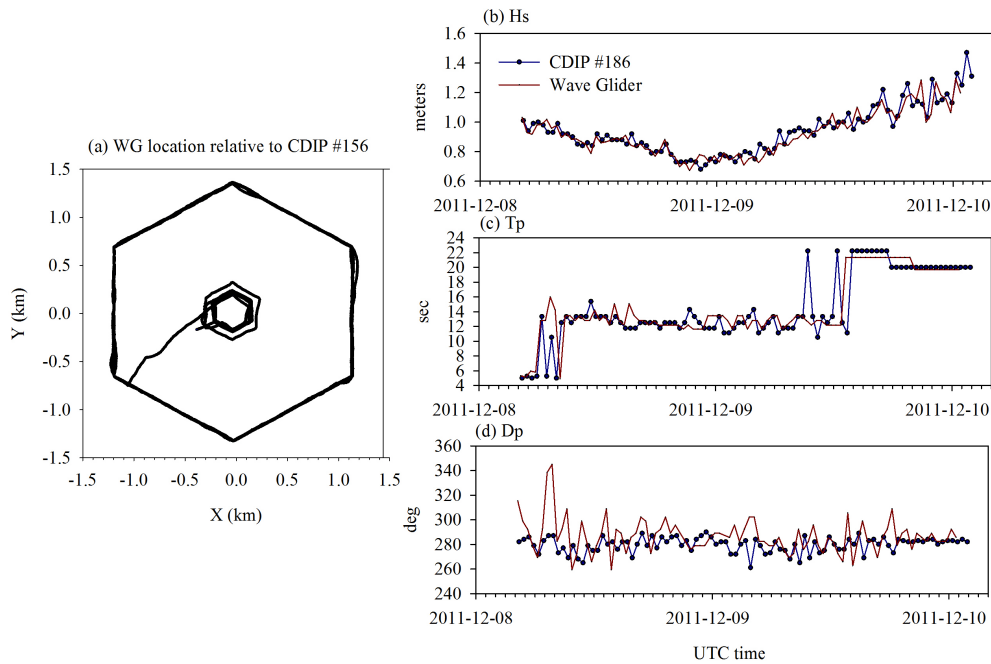 (a) WG location relative to CDIP #156
1.5
1.0
0.5
0.0
-0.5
-1.0
-1.5
Y (km)
-1.5 -1.0 -0.5 0.0 0.5 1.0 1.5
X (km)
(b) Hs
1.6
1.4
1.2
1.0
0.8
0.6
meters
CDIP #186
Wave Glider
2011-12-08 2011-12-09 2011-12-10
(c) Tp
24
22
20
18
16
14
12
10
8
6
4
sec
2011-12-08 2011-12-09 2011-12-10
(d) Dp
360
340
320
300
280
260
240
deg
2011-12-08 2011-12-09 2011-12-10
UTC time